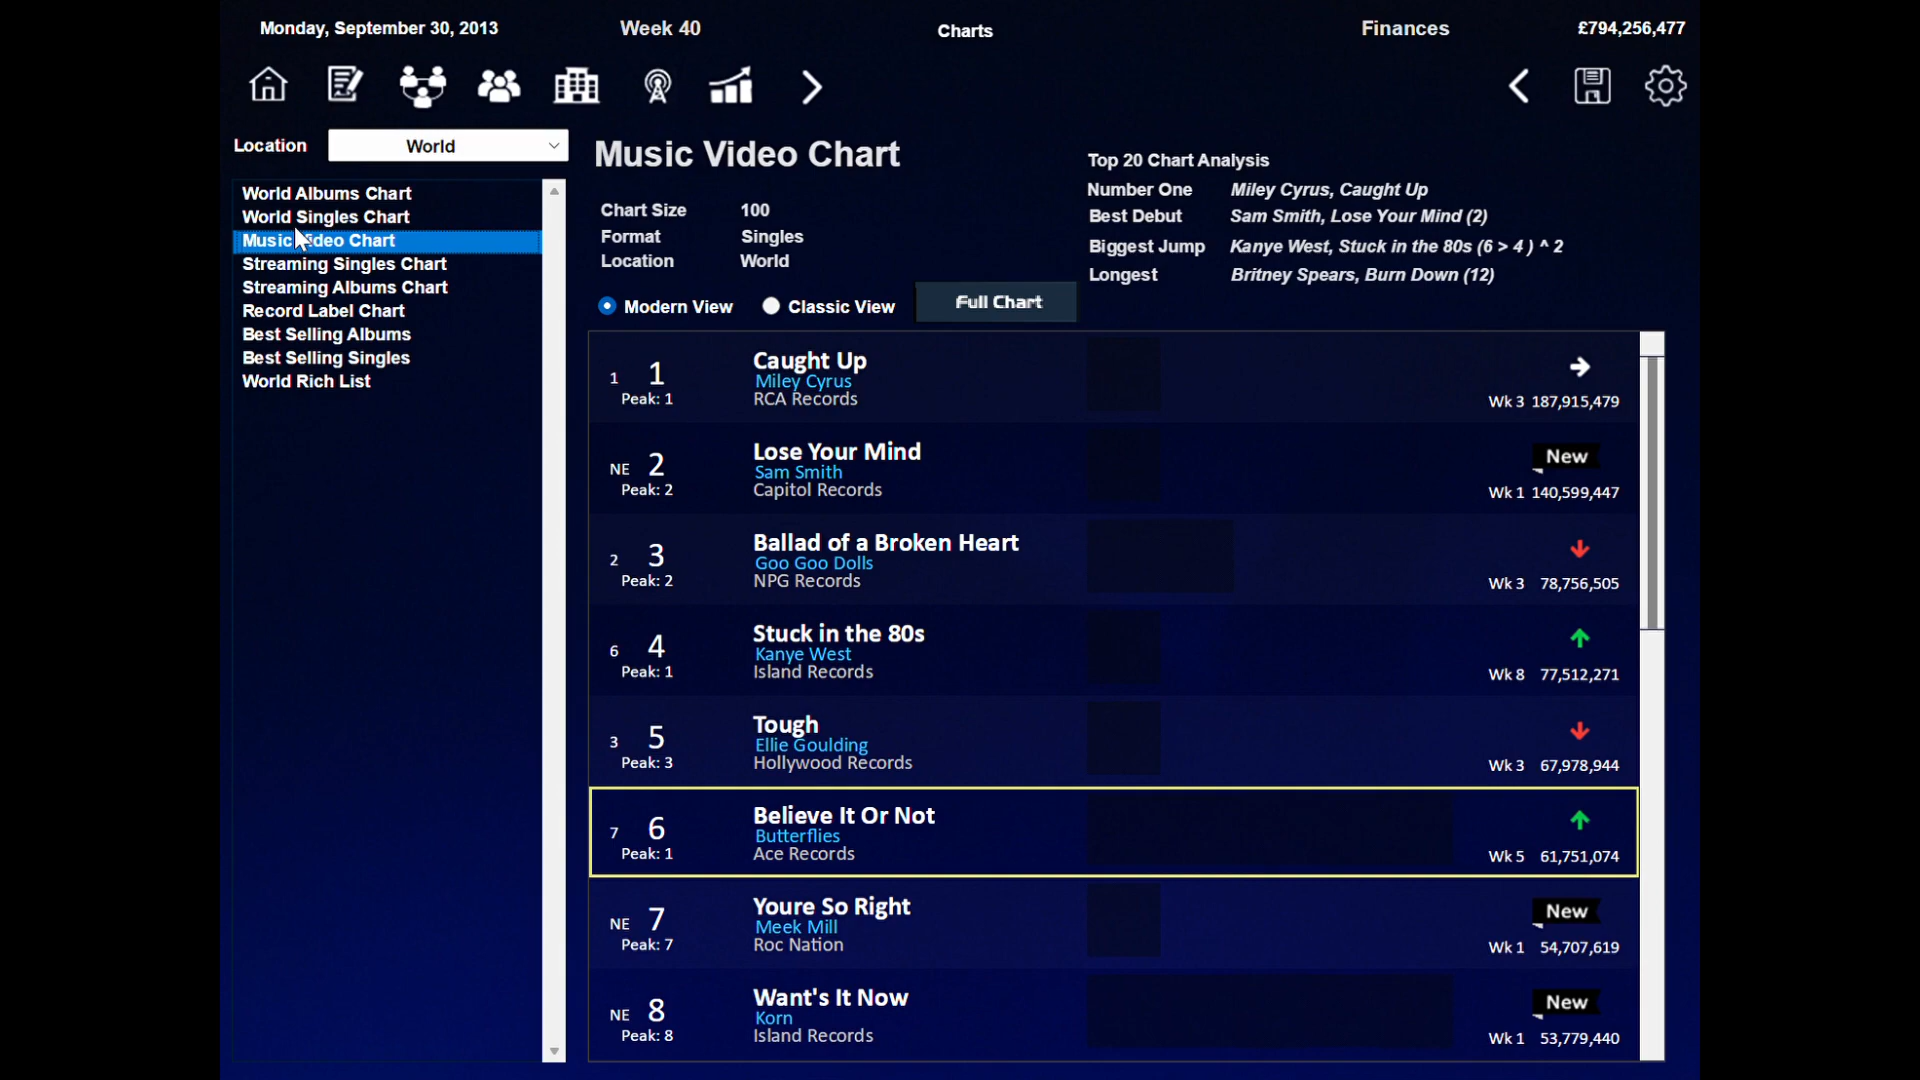 Monday, September 30, 2013
Week 40
Charts
Finances
£794,256,477
Location
World
World Albums Chart
World Singles Chart
Streaming Singles Chart
Streaming Albums Chart
Record Label Chart
Best Selling Albums
Best Selling Singles
World Rich List
Music Video Chart
Chart Size 100
Format Singles
Location World
Modern View
Classic View
Full Chart
Top 20 Chart Analysis
Number One Miley Cyrus, Caught Up
Best Debut Sam Smith, Lose Your Mind (2)
Biggest Jump Kanye West, Stuck in the 80s (6 > 4 ) ^ 2
Longest Britney Spears, Burn Down (12)
1 1
Peak: 1
Caught Up
Miley Cyrus
RCA Records
Wk 3 187,915,479
NE 2
Peak: 2
Lose Your Mind
Sam Smith
Capitol Records
New
Wk 1 140,599,447
2 3
Peak: 2
Ballad of a Broken Heart
Goo Goo Dolls
NPG Records
Wk 3 78,756,505
6 4
Peak: 1
Stuck in the 80s
Kanye West
Island Records
Wk 8 77,512,271
3 5
Peak: 3
Tough
Ellie Goulding
Hollywood Records
Wk 3 67,978,944
7 6
Peak: 1
Believe It Or Not
Butterflies
Ace Records
Wk 5 61,751,074
NE 7
Peak: 7
Youre So Right
Meek Mill
Roc Nation
New
Wk 1 54,707,619
NE 8
Peak: 8
Want's It Now
Korn
Island Records
New
Wk 1 53,779,440